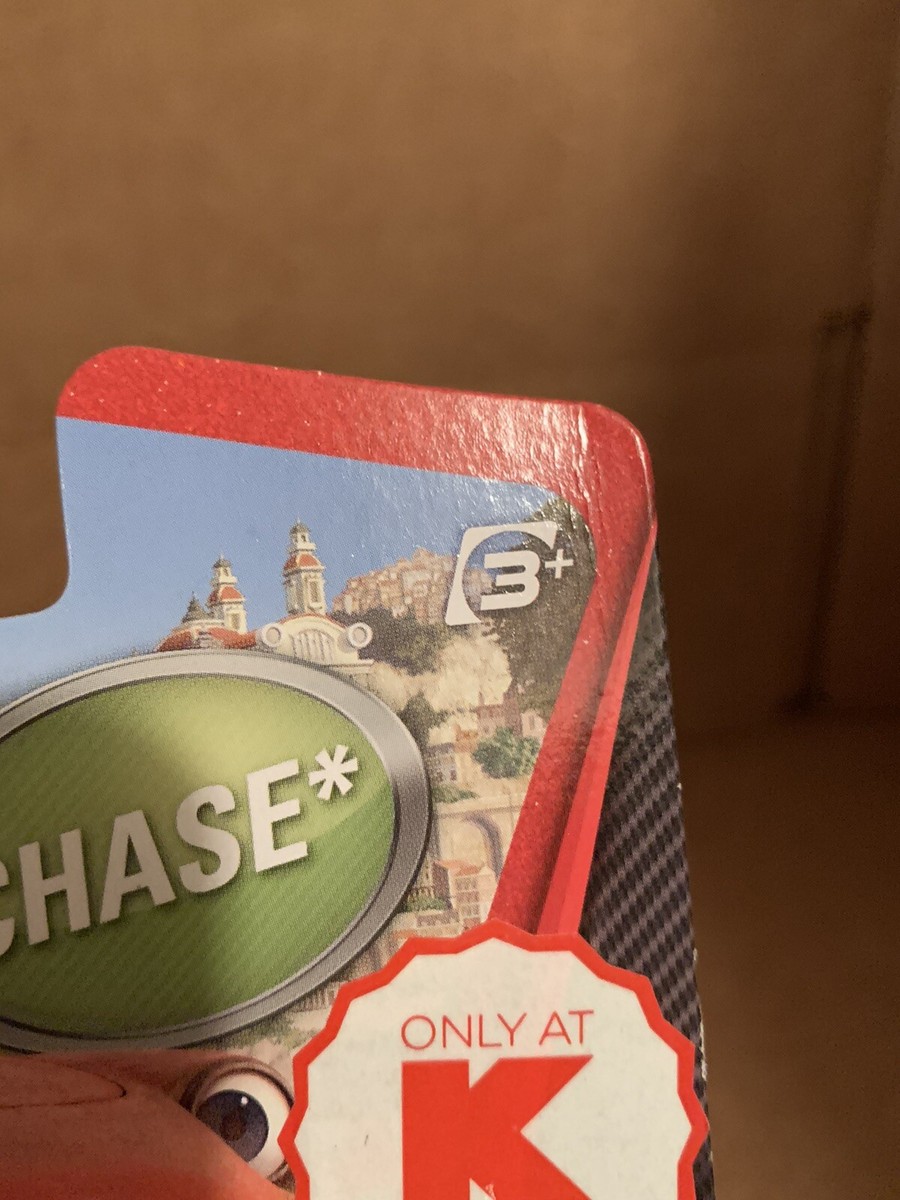 3+
CHASE*
ONLY AT
K